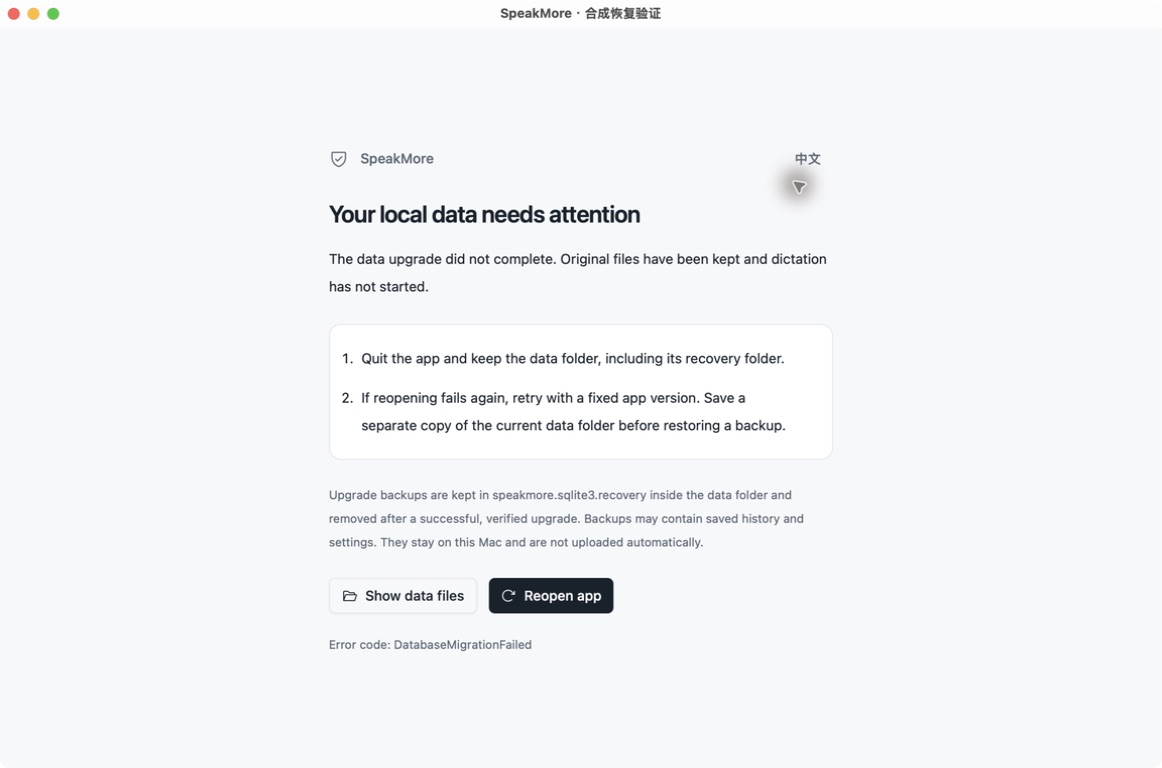 SpeakMore · 合成恢复验证
SpeakMore
中文
Your local data needs attention
The data upgrade did not complete. Original files have been kept and dictation
has not started.
1. Quit the app and keep the data folder, including its recovery folder.
2. If reopening fails again, retry with a fixed app version. Save a
separate copy of the current data folder before restoring a backup.
Upgrade backups are kept in speakmore.sqlite3.recovery inside the data folder and
removed after a successful, verified upgrade. Backups may contain saved history and
settings. They stay on this Mac and are not uploaded automatically.
Show data files
Reopen app
Error code: DatabaseMigrationFailed